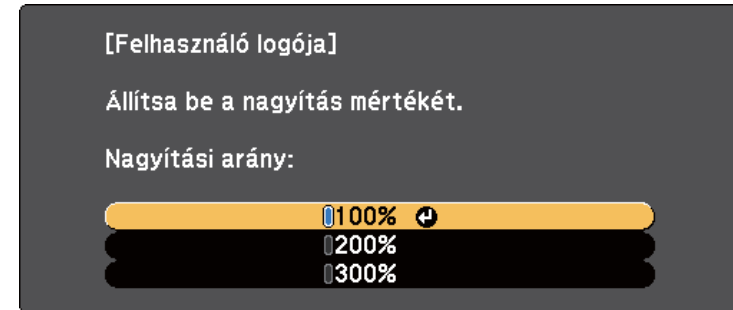 [Felhasználó logója]
Állítsa be a nagyítás mértékét.
Nagyítási arány:
100%
200%
300%